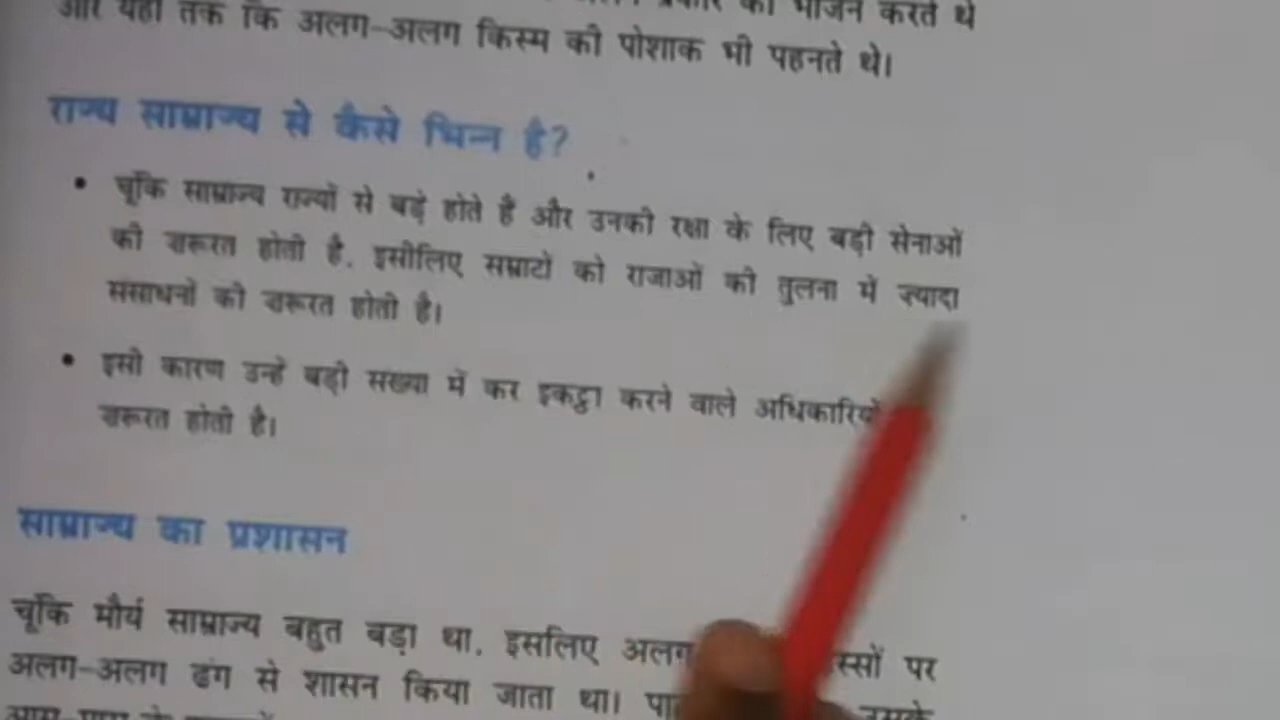 और यहाँ तक कि अलग-अलग किस्म की पोशाक भी पहनते थे।
राज्य साम्राज्य से कैसे भिन्न है?
• चूँकि साम्राज्य राज्यों से बड़े होते हैं और उनकी रक्षा के लिए बड़ी सेनाओं
की ज़रूरत होती है, इसीलिए सम्राटों को राजाओं की तुलना में ज़्यादा
संसाधनों की ज़रूरत होती है।
• इसी कारण उन्हें बड़ी संख्या में कर इकट्ठा करने वाले अधिकारियों
ज़रूरत होती है।
साम्राज्य का प्रशासन
चूँकि मौर्य साम्राज्य बहुत बड़ा था, इसलिए अलग पर
अलग-अलग ढंग से शासन किया जाता था।